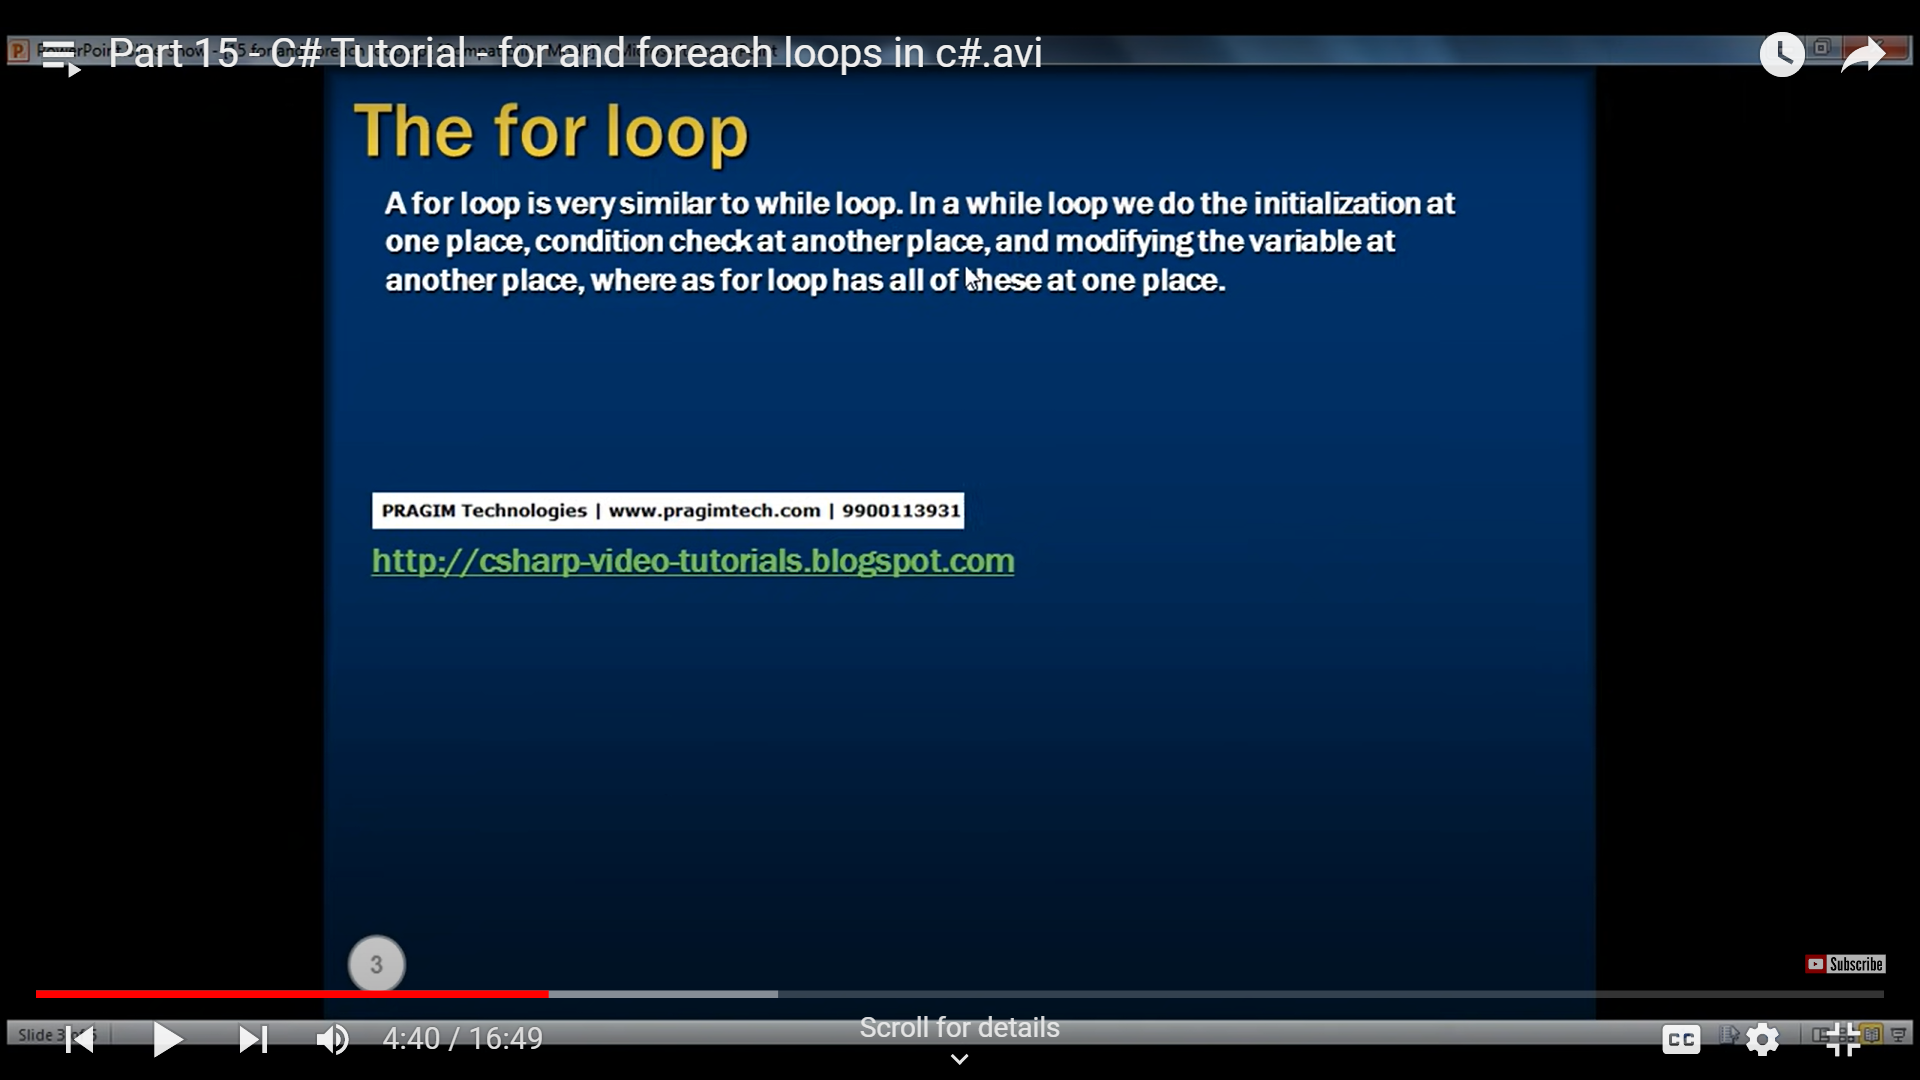 Part 15 - C# Tutorial - for and foreach loops in c#.avi
The for loop
A for loop is very similar to while loop. In a while loop we do the initialization at
one place, condition check at another place, and modifying the variable at
another place, where as for loop has all of these at one place.
PRAGIM Technologies | www.pragimtech.com | 9900113931
http://csharp-video-tutorials.blogspot.com
3
Subscribe
Slide 3
4:40 / 16:49
Scroll for details
CC